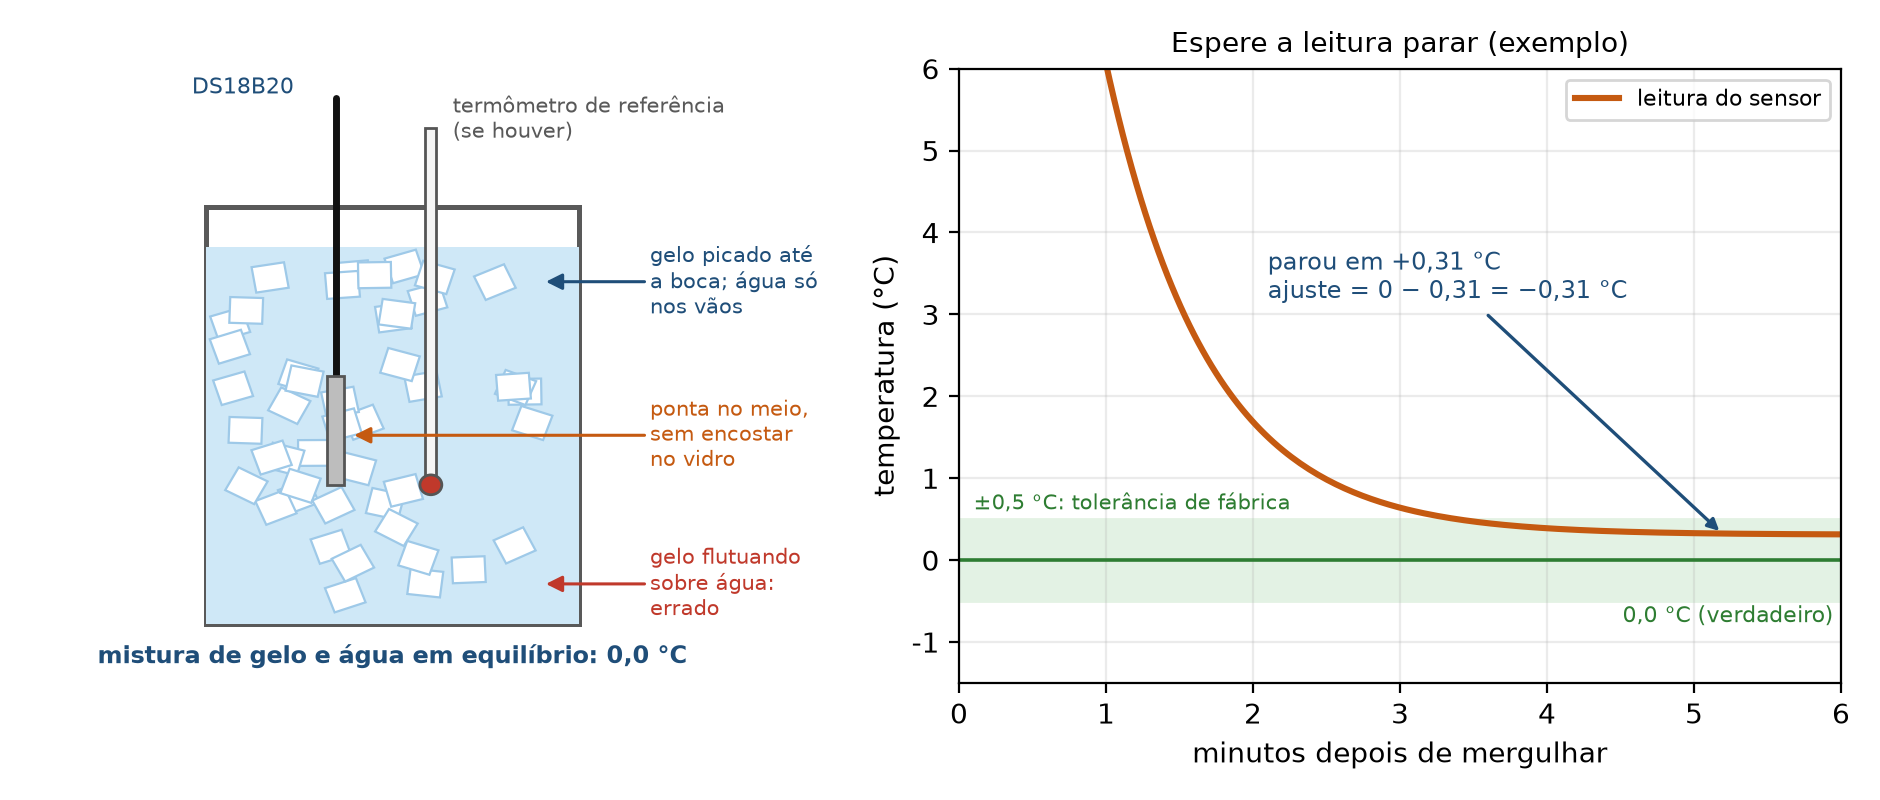 DS18B20
termômetro de referência
(se houver)
gelo picado até
a boca; água só
nos vãos
ponta no meio,
sem encostar
no vidro
gelo flutuando
sobre água:
errado
mistura de gelo e água em equilíbrio: 0,0 °C
Espere a leitura parar (exemplo)
leitura do sensor
parou em +0,31 °C
ajuste = 0 − 0,31 = −0,31 °C
±0,5 °C: tolerância de fábrica
0,0 °C (verdadeiro)
temperatura (°C)
6
5
4
3
2
1
0
-1
0 1 2 3 4 5 6
minutos depois de mergulhar